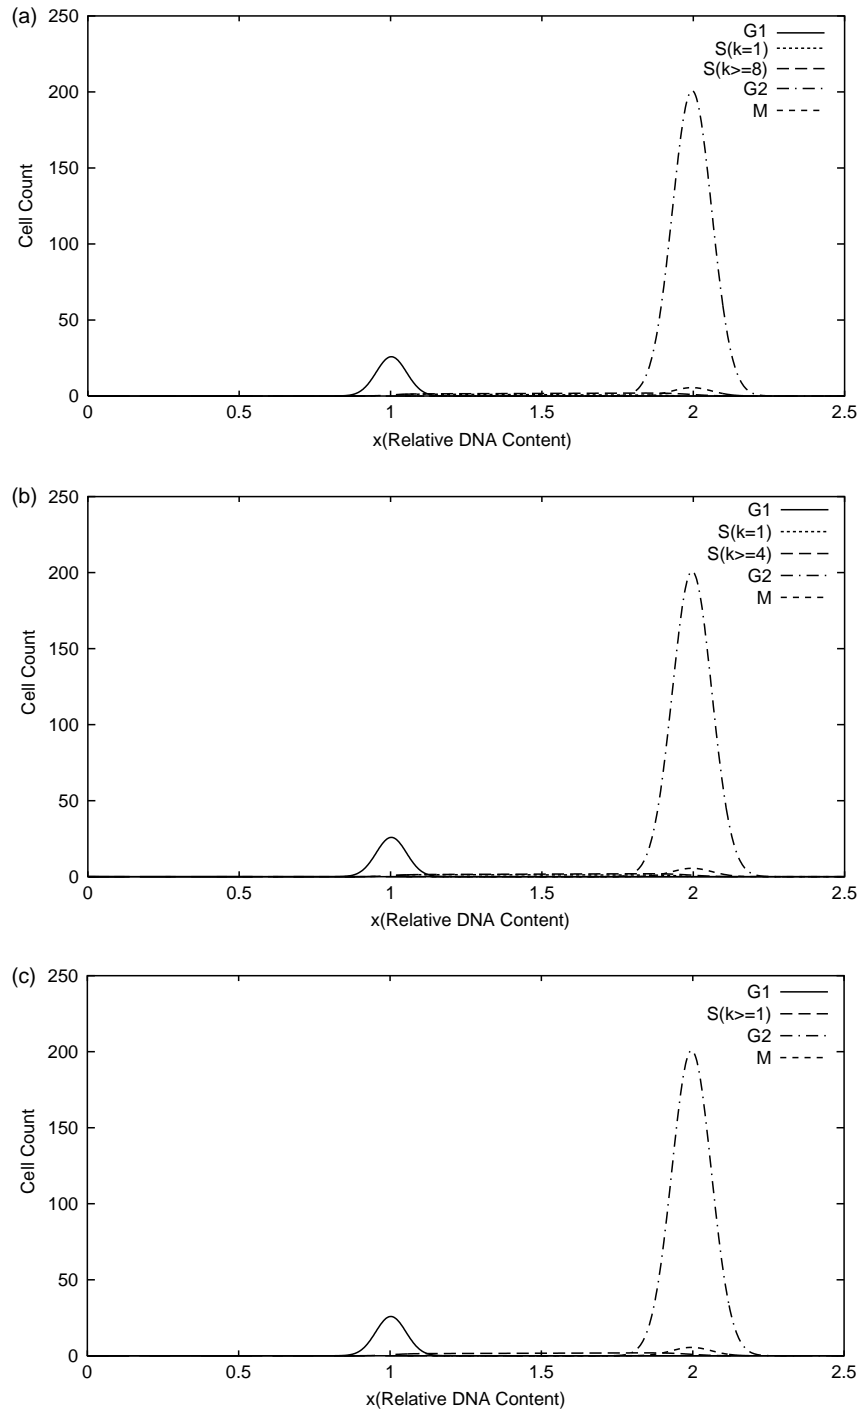 (a)
250
200
150
100
50
0
Cell Count
G1
S(k=1)
S(k>=8)
G2
M
0
0.5
1
1.5
2
2.5
x(Relative DNA Content)
(b)
250
200
150
100
50
0
Cell Count
G1
S(k=1)
S(k>=4)
G2
M
0
0.5
1
1.5
2
2.5
x(Relative DNA Content)
(c)
250
200
150
100
50
0
Cell Count
G1
S(k>=1)
G2
M
0
0.5
1
1.5
2
2.5
x(Relative DNA Content)